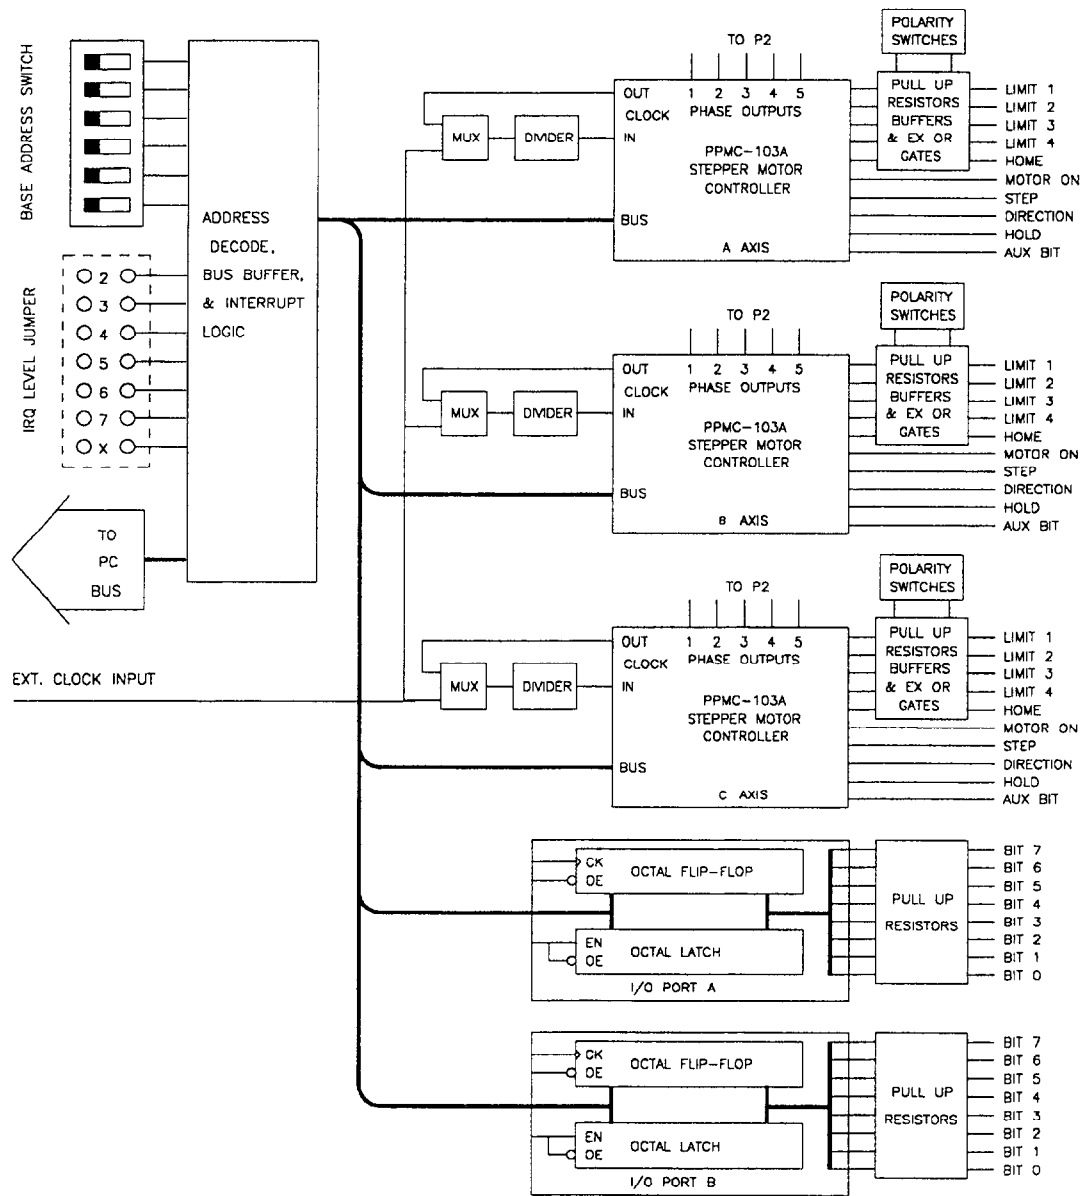 BASE ADDRESS SWITCH
IRQ LEVEL JUMPER
2
3
4
5
6
7
X
TO
PC
BUS
ADDRESS
DECODE,
BUS BUFFER,
& INTERRUPT
LOGIC
EXT. CLOCK INPUT
TO P2
POLARITY
SWITCHES
OUT
1 2 3 4 5
CLOCK
PHASE OUTPUTS
MUX
DIVIDER
IN
PPMC-103A
STEPPER MOTOR
CONTROLLER
BUS
A AXIS
PULL UP
RESISTORS
BUFFERS
& EX OR
GATES
LIMIT 1
LIMIT 2
LIMIT 3
LIMIT 4
HOME
MOTOR ON
STEP
DIRECTION
HOLD
AUX BIT
TO P2
POLARITY
SWITCHES
OUT
1 2 3 4 5
CLOCK
PHASE OUTPUTS
MUX
DIVIDER
IN
PPMC-103A
STEPPER MOTOR
CONTROLLER
BUS
B AXIS
PULL UP
RESISTORS
BUFFERS
& EX OR
GATES
LIMIT 1
LIMIT 2
LIMIT 3
LIMIT 4
HOME
MOTOR ON
STEP
DIRECTION
HOLD
AUX BIT
TO P2
POLARITY
SWITCHES
OUT
1 2 3 4 5
CLOCK
PHASE OUTPUTS
MUX
DIVIDER
IN
PPMC-103A
STEPPER MOTOR
CONTROLLER
BUS
C AXIS
PULL UP
RESISTORS
BUFFERS
& EX OR
GATES
LIMIT 1
LIMIT 2
LIMIT 3
LIMIT 4
HOME
MOTOR ON
STEP
DIRECTION
HOLD
AUX BIT
CK
OE
OCTAL FLIP-FLOP
EN
OE
OCTAL LATCH
I/O PORT A
PULL UP
RESISTORS
BIT 7
BIT 6
BIT 5
BIT 4
BIT 3
BIT 2
BIT 1
BIT 0
CK
OE
OCTAL FLIP-FLOP
EN
OE
OCTAL LATCH
I/O PORT B
PULL UP
RESISTORS
BIT 7
BIT 6
BIT 5
BIT 4
BIT 3
BIT 2
BIT 1
BIT 0